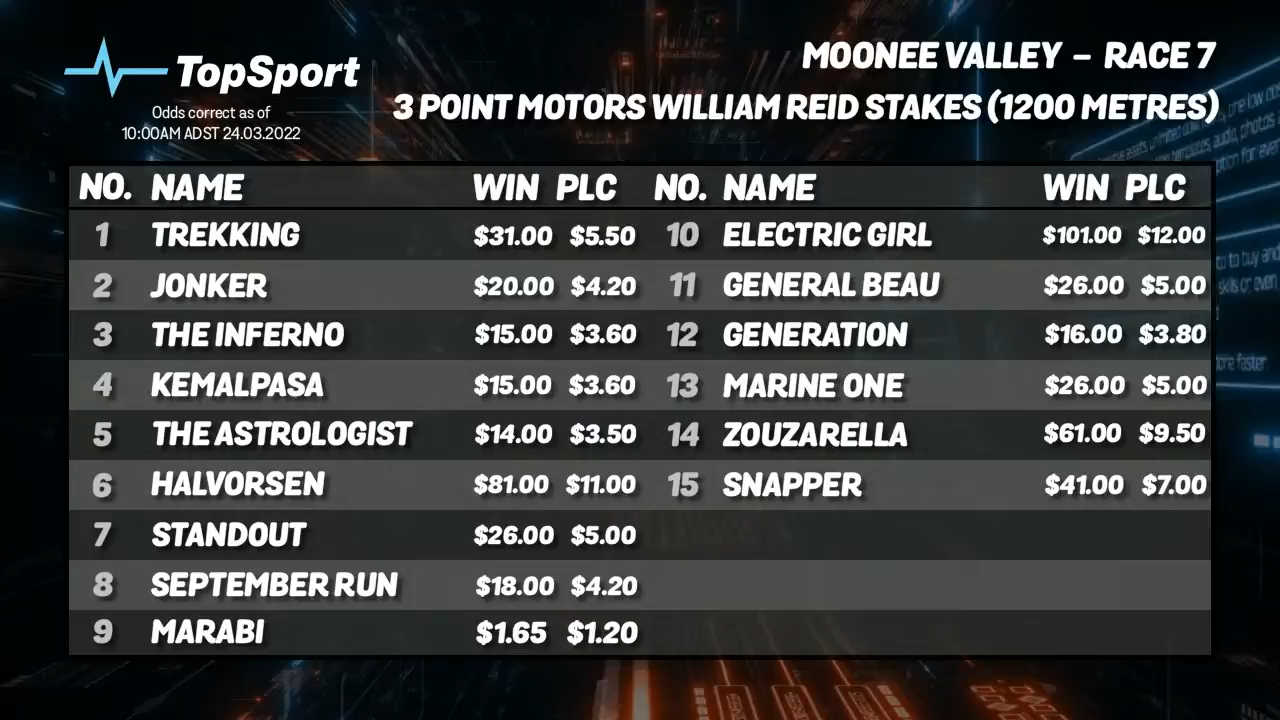 TopSport
Odds correct as of
10:00AM ADST 24.03.2022
MOONEE VALLEY – RACE 7
3 POINT MOTORS WILLIAM REID STAKES (1200 METRES)
NO. NAME WIN PLC NO. NAME WIN PLC
1 TREKKING $31.00 $5.50 10 ELECTRIC GIRL $101.00 $12.00
2 JONKER $20.00 $4.20 11 GENERAL BEAU $26.00 $5.00
3 THE INFERNO $15.00 $3.60 12 GENERATION $16.00 $3.80
4 KEMALPASA $15.00 $3.60 13 MARINE ONE $26.00 $5.00
5 THE ASTROLOGIST $14.00 $3.50 14 ZOUZARELLA $61.00 $9.50
6 HALVORSEN $81.00 $11.00 15 SNAPPER $41.00 $7.00
7 STANDOUT $26.00 $5.00
8 SEPTEMBER RUN $18.00 $4.20
9 MARABI $1.65 $1.20